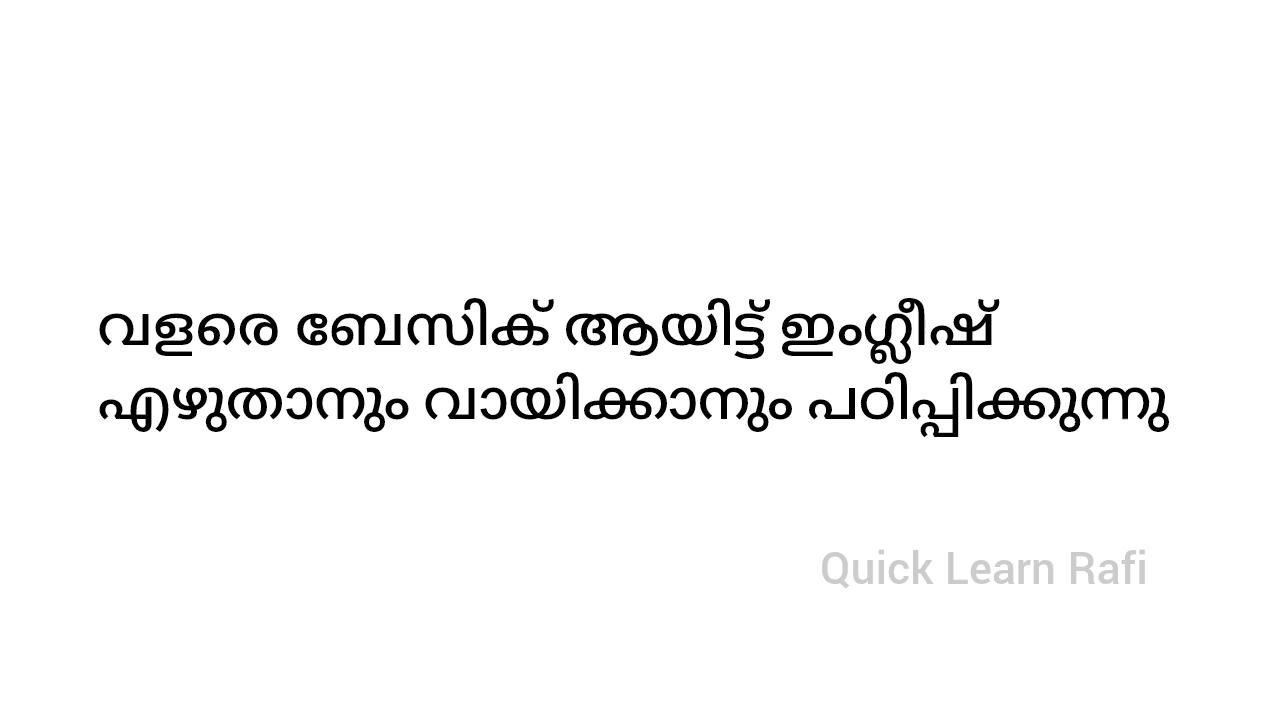 വളരെ ബേസിക് ആയിട്ട് ഇംഗ്ലീഷ്
എഴുതാനും വായിക്കാനും പഠിപ്പിക്കുന്നു
Quick Learn Rafi